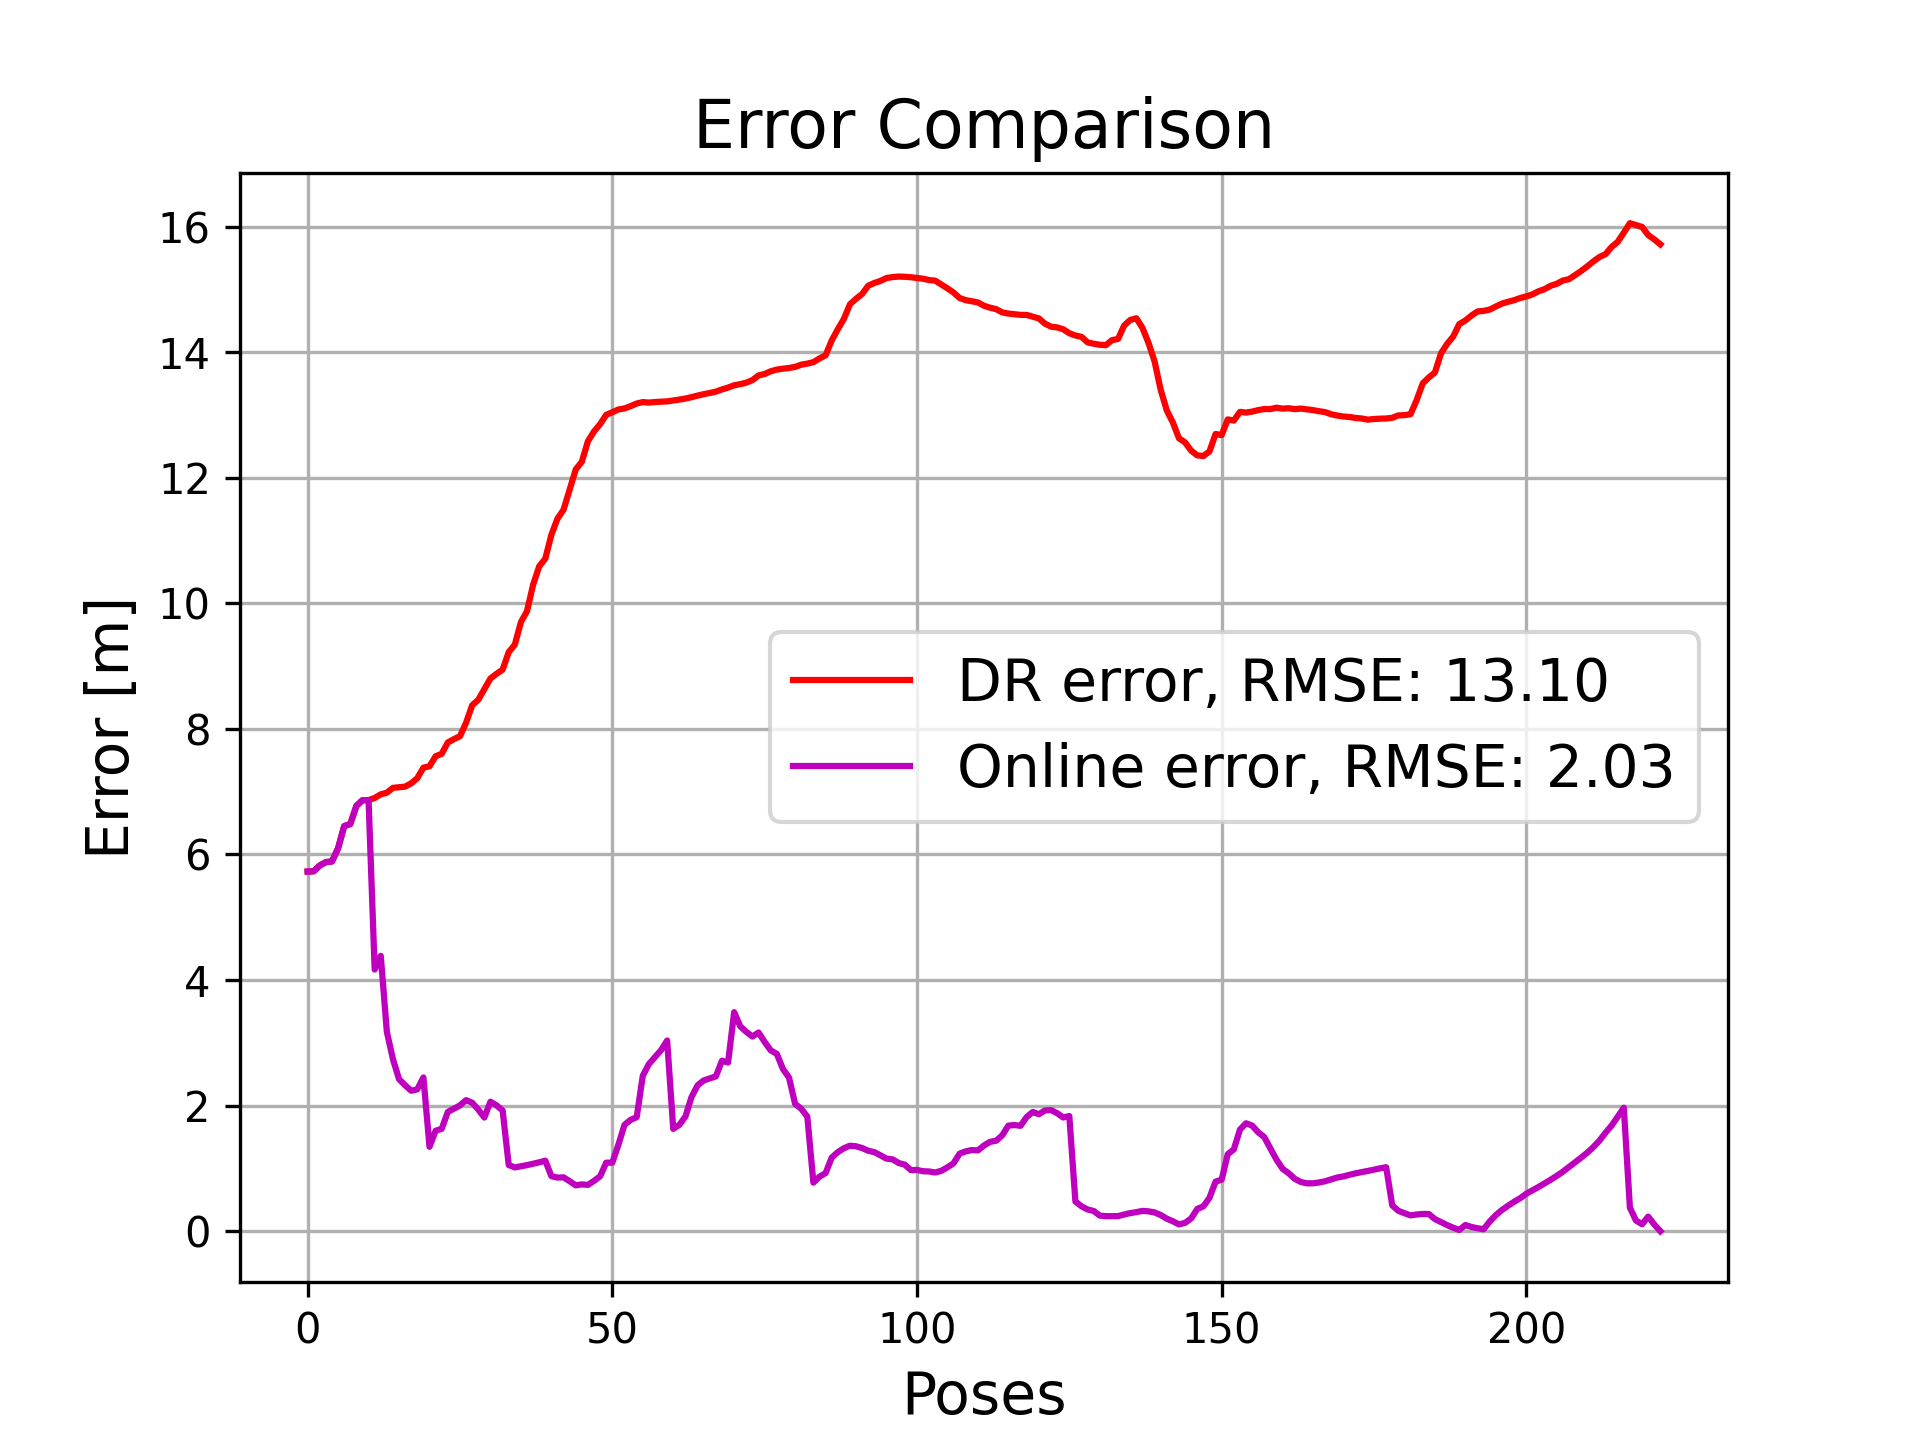 Error Comparison
Error [m]
16
14
12
10
8
6
4
2
0
DR error, RMSE: 13.10
Online error, RMSE: 2.03
0 50 100 150 200
Poses